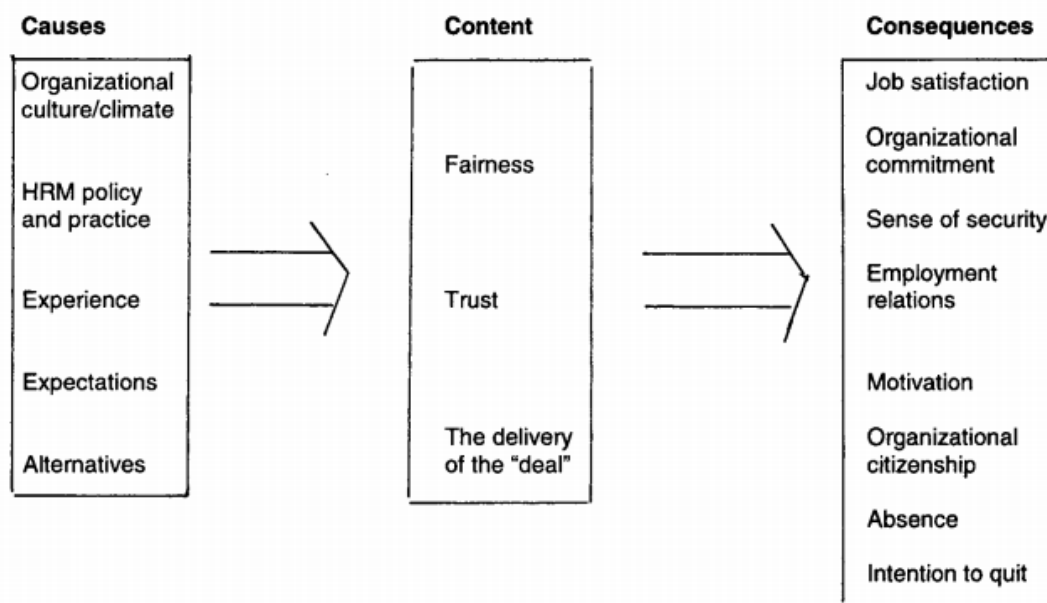 Causes
Organizational
culture/climate
HRM policy
and practice
Experience
Expectations
Alternatives
Content
Fairness
Trust
The delivery
of the “deal”
Consequences
Job satisfaction
Organizational
commitment
Sense of security
Employment
relations
Motivation
Organizational
citizenship
Absence
Intention to quit